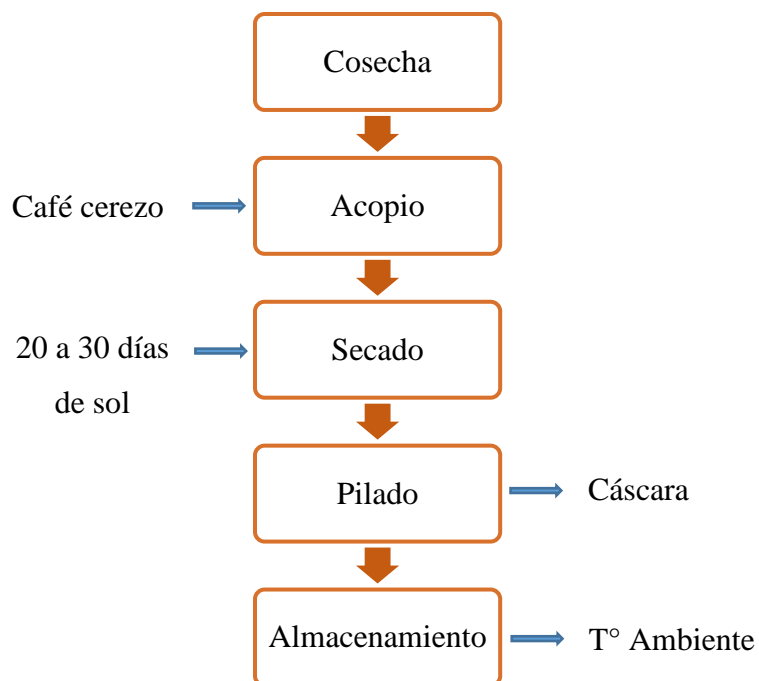 Cosecha
Café cerezo
Acopio
20 a 30 días
de sol
Secado
Pilado
Cáscara
Almacenamiento
T° Ambiente